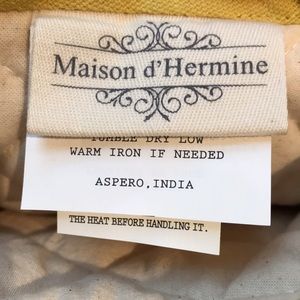 Maison d'Hermine
TUMBLE DRY LOW
WARM IRON IF NEEDED
ASPERO,INDIA
THE HEAT BEFORE HANDLING IT.